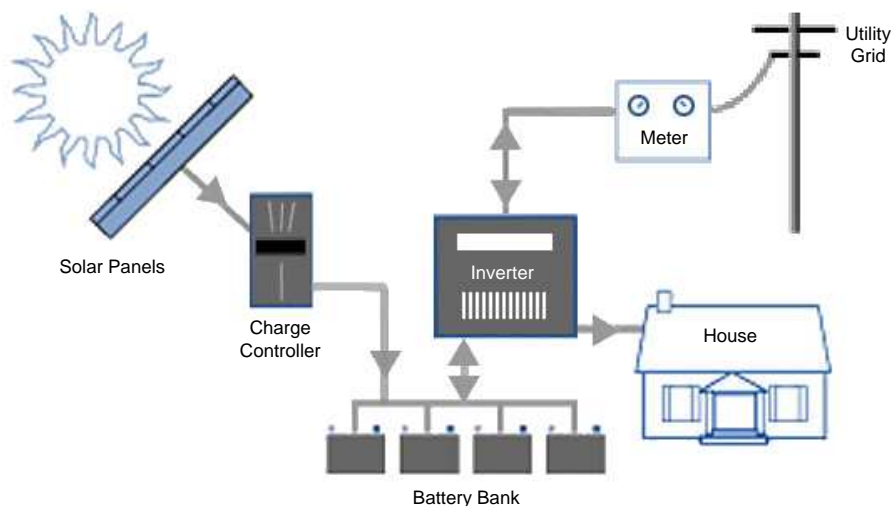 Utility
Grid
Meter
Solar Panels
Inverter
Charge
Controller
House
Battery Bank